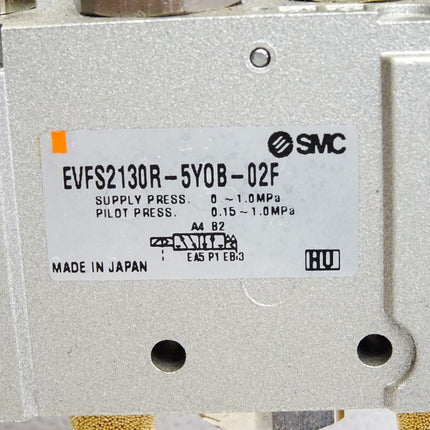 SMC
EVFS2130R-5YOB-02F
SUPPLY PRESS. 0 ~1.0MPa
PILOT PRESS. 0.15~1.0MPa
A4 B2
EA5 P1 EB3
MADE IN JAPAN
HU